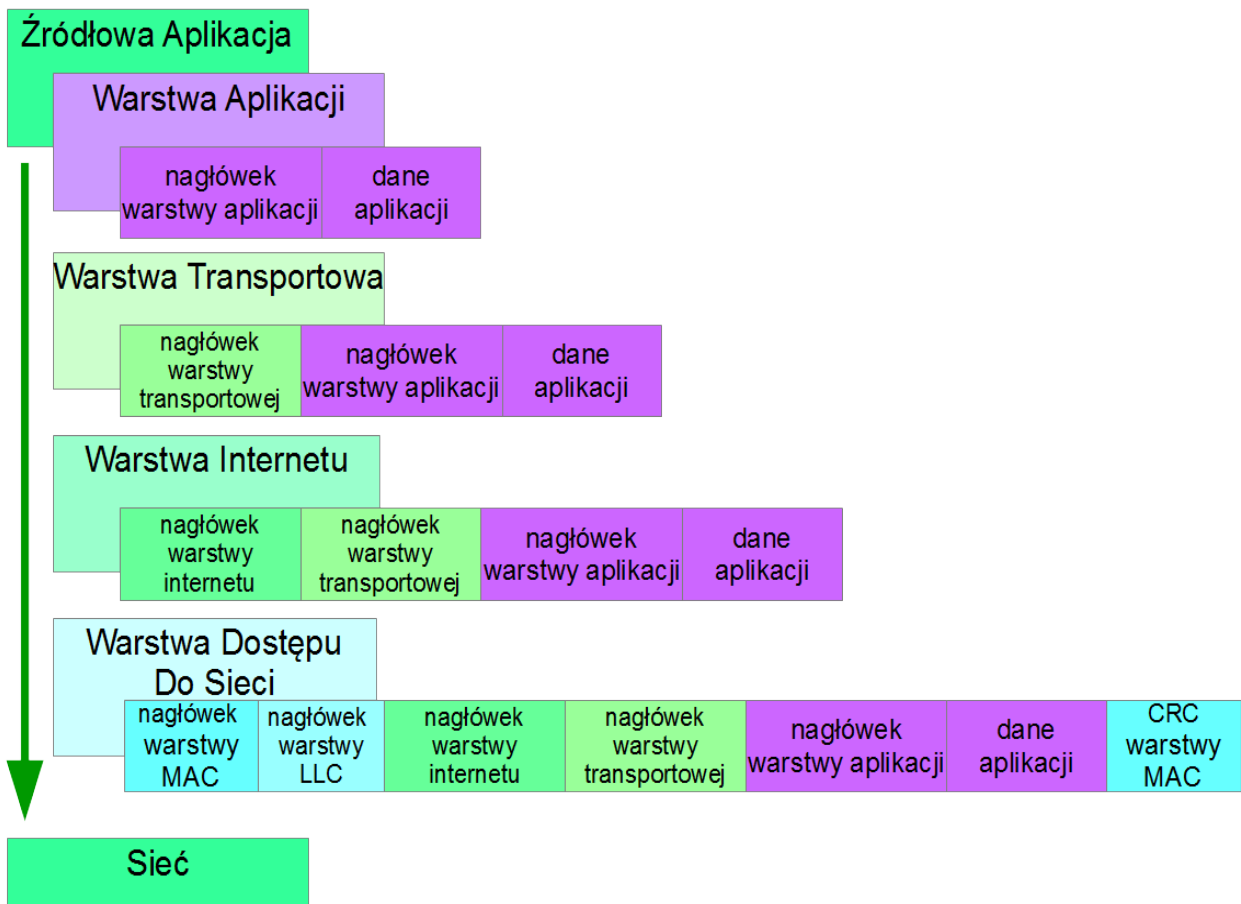 Źródłowa Aplikacja
Warstwa Aplikacji
nagłówek
warstwy aplikacji
dane
aplikacji
Warstwa Transportowa
nagłówek
warstwy
transportowej
nagłówek
warstwy aplikacji
dane
aplikacji
Warstwa Internetu
nagłówek
warstwy
internetu
nagłówek
warstwy
transportowej
nagłówek
warstwy aplikacji
dane
aplikacji
Warstwa Dostępu
Do Sieci
nagłówek
warstwy
MAC
nagłówek
warstwy
LLC
nagłówek
warstwy
internetu
nagłówek
warstwy
transportowej
nagłówek
warstwy aplikacji
dane
aplikacji
CRC
warstwy
MAC
Sieć